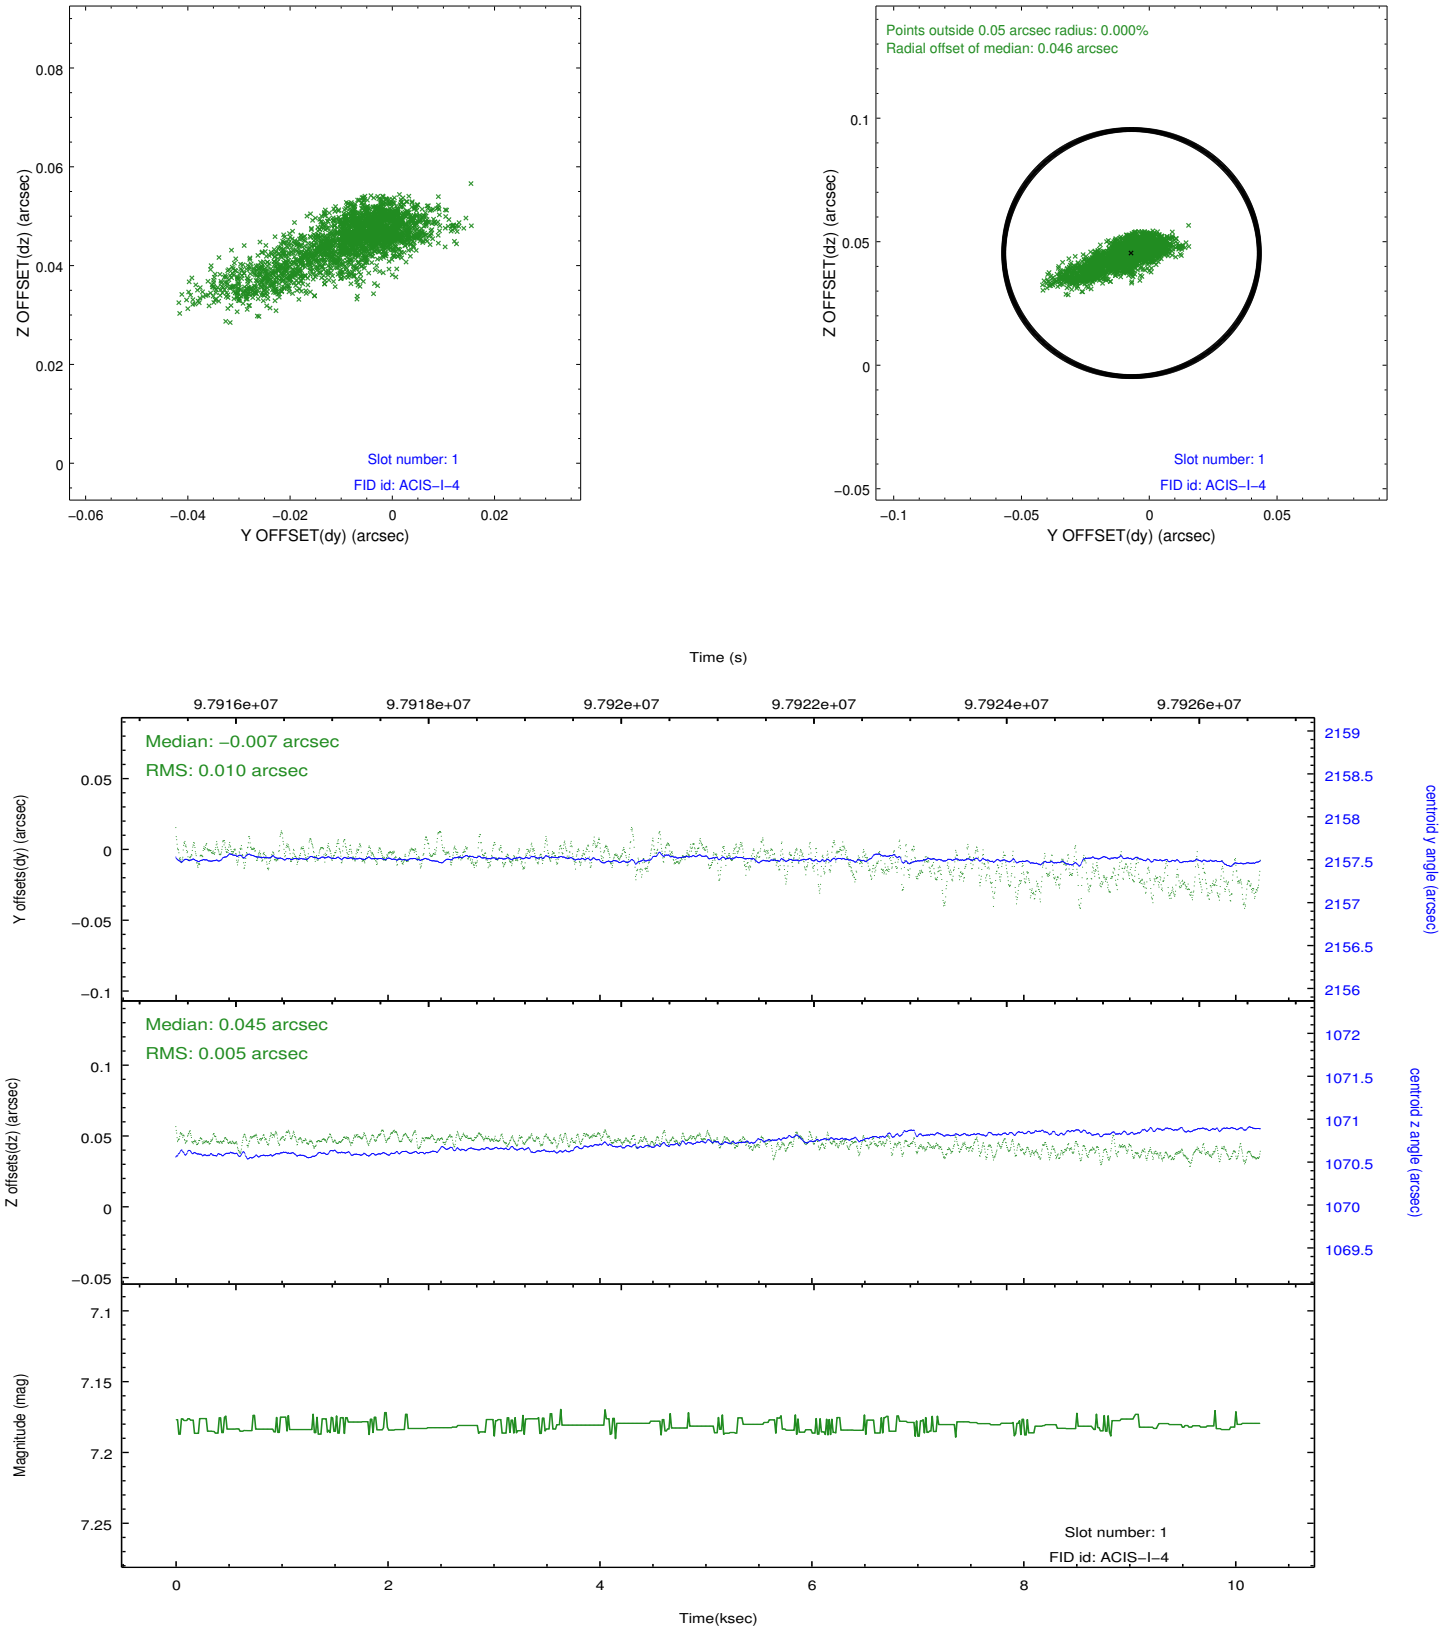 0.08
0.06
0.04
0.02
0
Z OFFSET(dz) (arcsec)
Slot number: 1
FID id: ACIS−I−4
−0.06 −0.04 −0.02 0 0.02
Y OFFSET(dy) (arcsec)
Points outside 0.05 arcsec radius: 0.000%
Radial offset of median: 0.046 arcsec
0.1
0.05
0
−0.05
Z OFFSET(dz) (arcsec)
Slot number: 1
FID id: ACIS−I−4
−0.1 −0.05 0 0.05
Y OFFSET(dy) (arcsec)
Time (s)
9.7916e+07 9.7918e+07 9.792e+07 9.7922e+07 9.7924e+07 9.7926e+07
Median: −0.007 arcsec
RMS: 0.010 arcsec
0.05
0
−0.05
−0.1
Y offsets(dy) (arcsec)
2159
2158.5
2158
2157.5
2157
2156.5
2156
centroid y angle (arcsec)
Median: 0.045 arcsec
RMS: 0.005 arcsec
0.1
0.05
0
−0.05
Z offsets(dz) (arcsec)
1072
1071.5
1071
1070.5
1070
1069.5
centroid z angle (arcsec)
7.1
7.15
7.2
7.25
Magnitude (mag)
Slot number: 1
FID id: ACIS−I−4
0 2 4 6 8 10
Time(ksec)